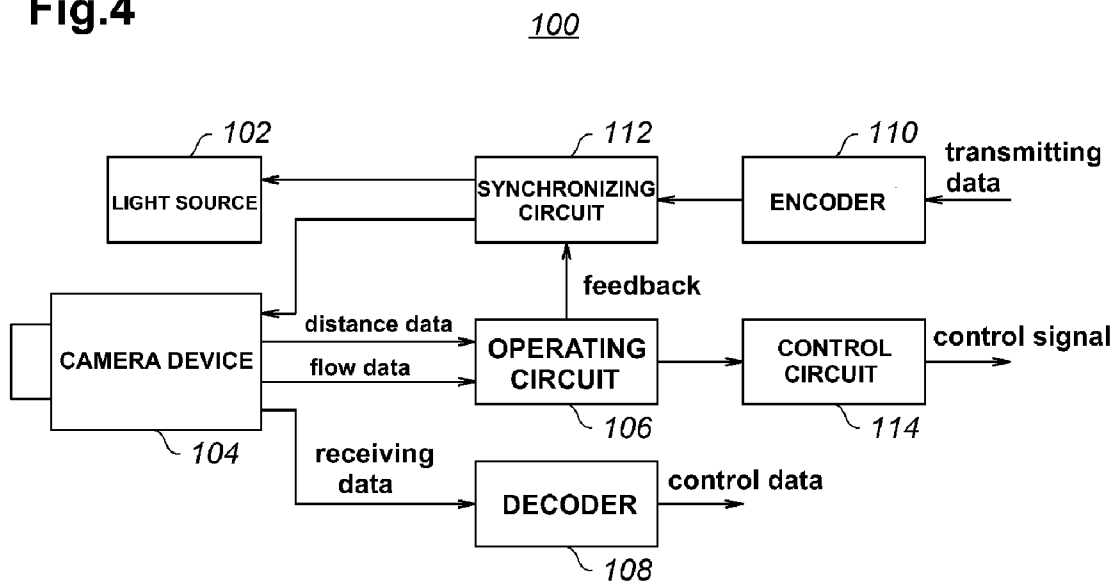 Fig.4
100
102
112
110
transmitting
data
LIGHT SOURCE
SYNCHRONIZING
CIRCUIT
ENCODER
feedback
CAMERA DEVICE
distance data
flow data
OPERATING
CIRCUIT
CONTROL
CIRCUIT
control signal
104
106
114
receiving
data
DECODER
control data
108